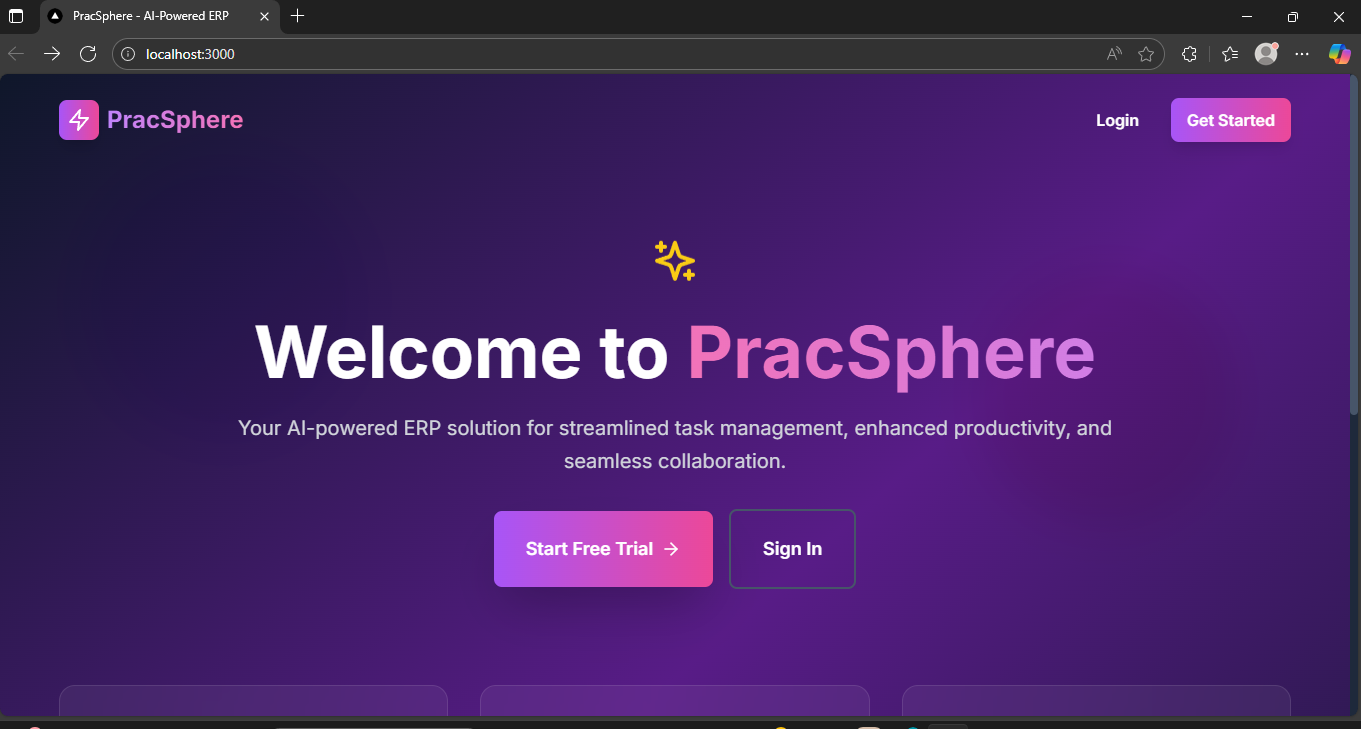 PracSphere - AI-Powered ERP
localhost:3000
PracSphere
Login
Get Started
Welcome to PracSphere
Your AI-powered ERP solution for streamlined task management, enhanced productivity, and
seamless collaboration.
Start Free Trial →
Sign In